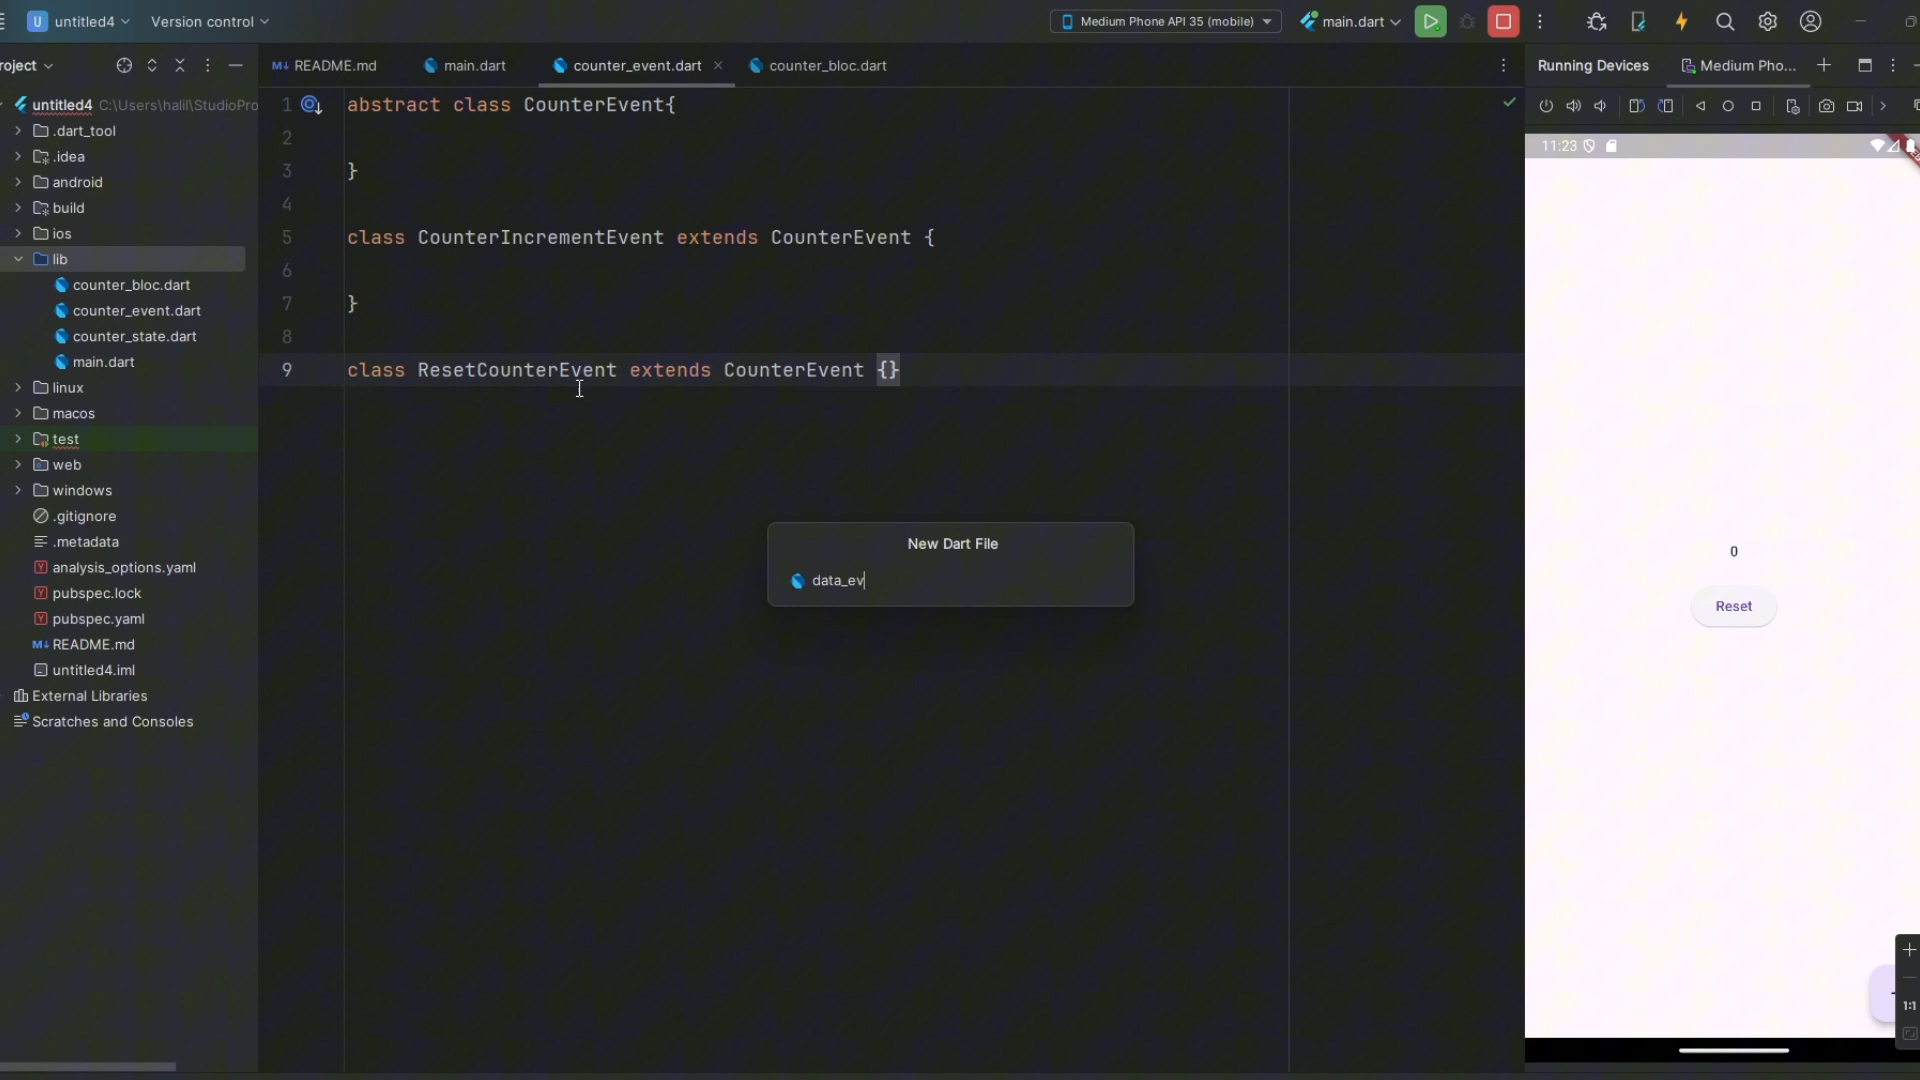 U untitled4 Version control Medium Phone API 35 (mobile) main.dart
roject README.md main.dart counter_event.dart counter_bloc.dart Running Devices Medium Pho...
untitled4 C:\Users\halil\StudioPro
.dart_tool
.idea
android
build
ios
lib
counter_bloc.dart
counter_event.dart
counter_state.dart
main.dart
linux
macos
test
web
windows
.gitignore
.metadata
analysis_options.yaml
pubspec.lock
pubspec.yaml
M↓ README.md
untitled4.iml
External Libraries
Scratches and Consoles
1 abstract class CounterEvent{
2
3 }
4
5 class CounterIncrementEvent extends CounterEvent {
6
7 }
8
9 class ResetCounterEvent extends CounterEvent {}
New Dart File
data_ev
11:23
0
Reset
1:1